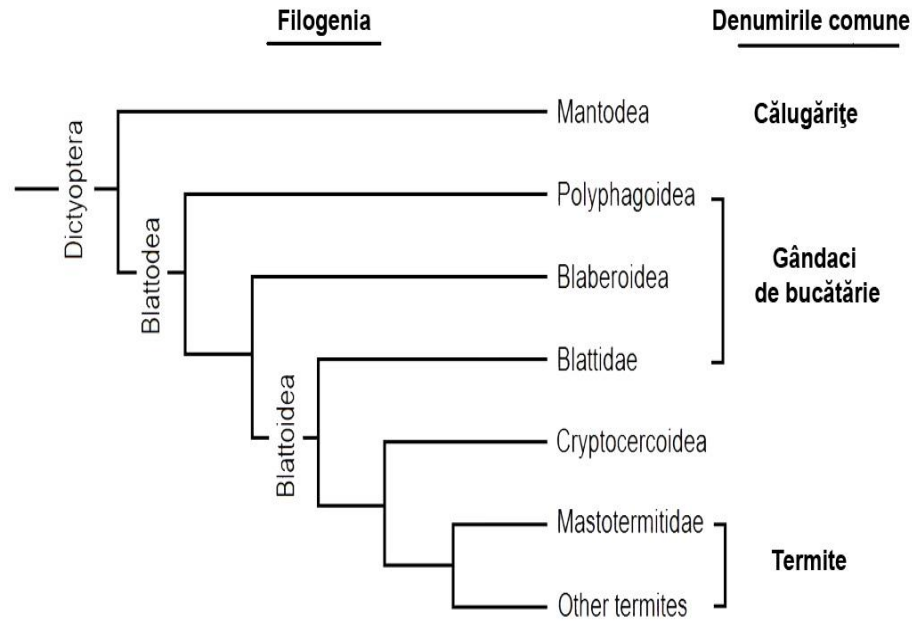 Filogenia
Denumirile comune
Mantodea
Călugăriţe
Dictyoptera
Polyphagoidea
Blattodea
Blaberoidea
Gândaci
de bucătărie
Blattidae
Blattoidea
Cryptocercoidea
Mastotermitidae
Termite
Other termites